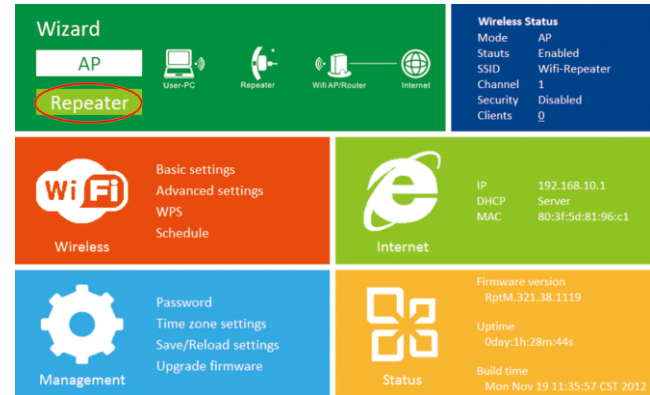 Wizard
AP
Repeater
User-PC
Repeater
Wifi AP/Router
Internet
Wireless Status
Mode AP
Stauts Enabled
SSID Wifi-Repeater
Channel 1
Security Disabled
Clients 0
WiFi
Wireless
Basic settings
Advanced settings
WPS
Schedule
Internet
IP 192.168.10.1
DHCP Server
MAC 80:3f:5d:81:96:c1
Management
Password
Time zone settings
Save/Reload settings
Upgrade firmware
Status
Firmware version
RptM.321.38.1119
Uptime
0day:1h:28m:44s
Build time
Mon Nov 19 11:35:57 CST 2012